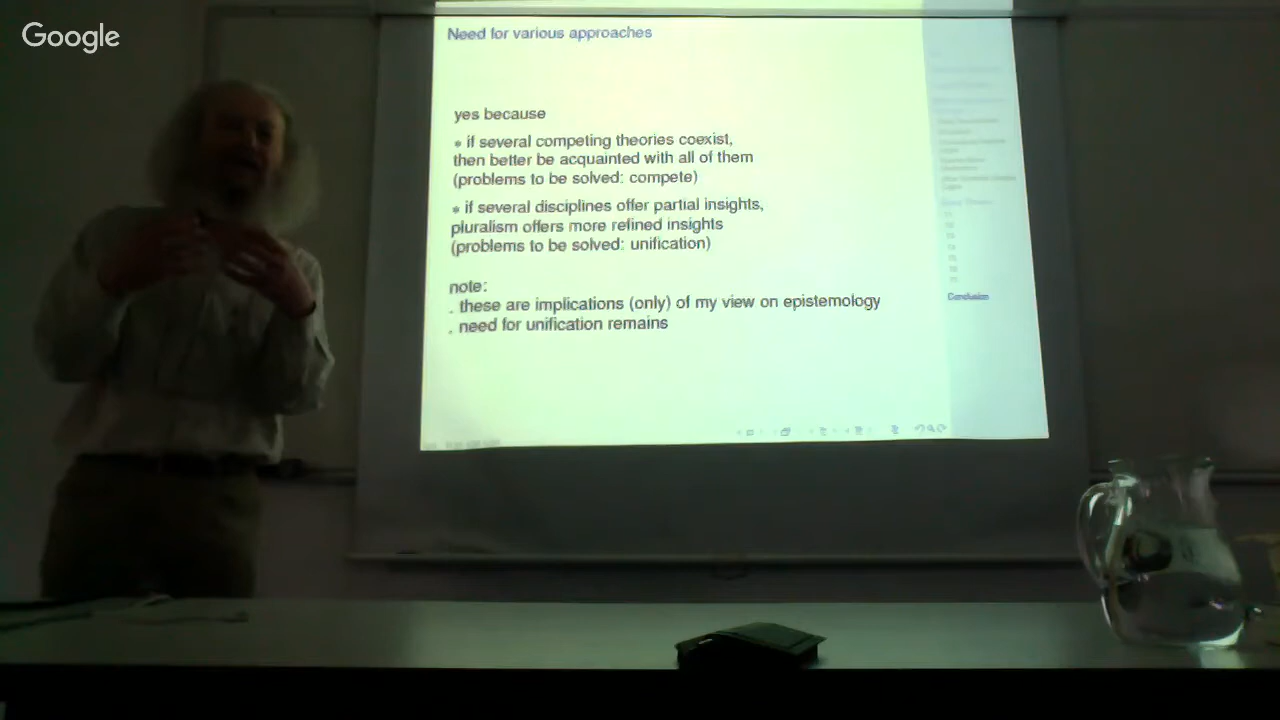 Google
Need for various approaches
yes because
• if several competing theories coexist,
then better be acquainted with all of them
(problems to be solved: compete)
• if several disciplines offer partial insights,
pluralism offers more refined insights
(problems to be solved: unification)
note:
. these are implications (only) of my view on epistemology
. need for unification remains
Conclusion